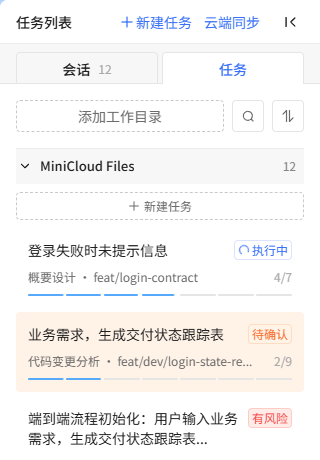 任务列表 新建任务 云端同步
会话 12 任务
添加工作目录
MiniCloud Files 12
新建任务
登录失败时未提示信息 执行中
概要设计 • feat/login-contract 4/7
业务需求，生成交付状态跟踪表 待确认
代码变更分析 • feat/dev/login-state-re... 2/9
端到端流程初始化：用户输入业务 有风险
需求，生成交付状态跟踪表...